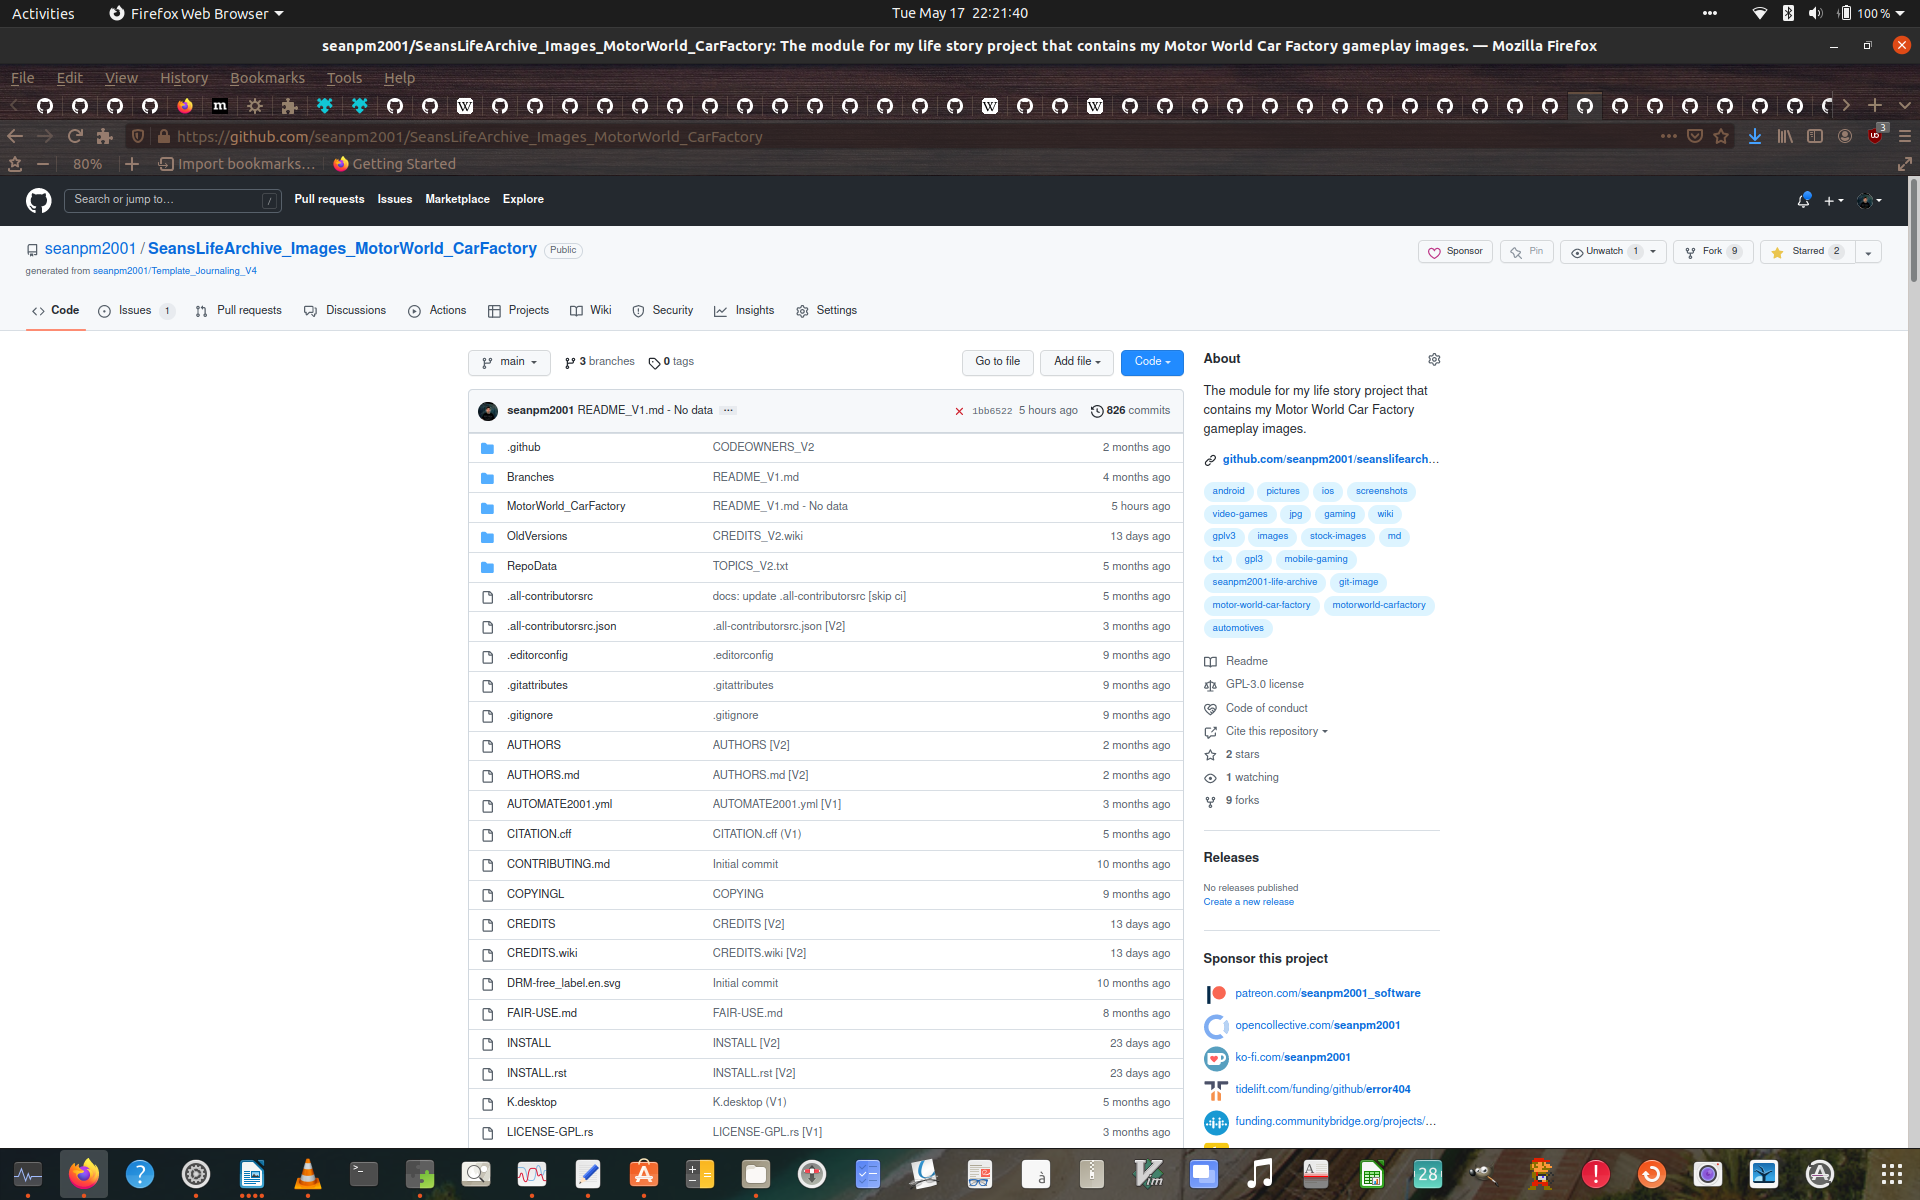 Activities
Firefox Web Browser
Tue May 17 22:21:40
100 %
seanpm2001/SeansLifeArchive_Images_MotorWorld_CarFactory: The module for my life story project that contains my Motor World Car Factory gameplay images. — Mozilla Firefox
File Edit View History Bookmarks Tools Help
https://github.com/seanpm2001/SeansLifeArchive_Images_MotorWorld_CarFactory
3
80% Import bookmarks... Getting Started
Search or jump to... /
Pull requests Issues Marketplace Explore
seanpm2001 / SeansLifeArchive_Images_MotorWorld_CarFactory Public
generated from seanpm2001/Template_Journaling_V4
Sponsor Pin Unwatch 1 Fork 9 Starred 2
Code Issues 1 Pull requests Discussions Actions Projects Wiki Security Insights Settings
main 3 branches 0 tags Go to file Add file Code
seanpm2001 README_V1.md - No data ... 1bb6522 5 hours ago 826 commits
.github CODEOWNERS_V2 2 months ago
Branches README_V1.md 4 months ago
MotorWorld_CarFactory README_V1.md - No data 5 hours ago
OldVersions CREDITS_V2.wiki 13 days ago
RepoData TOPICS_V2.txt 5 months ago
.all-contributorsrc docs: update .all-contributorsrc [skip ci] 5 months ago
.all-contributorsrc.json .all-contributorsrc.json [V2] 3 months ago
.editorconfig .editorconfig 9 months ago
.gitattributes .gitattributes 9 months ago
.gitignore .gitignore 9 months ago
AUTHORS AUTHORS [V2] 2 months ago
AUTHORS.md AUTHORS.md [V2] 2 months ago
AUTOMATE2001.yml AUTOMATE2001.yml [V1] 3 months ago
CITATION.cff CITATION.cff (V1) 5 months ago
CONTRIBUTING.md Initial commit 10 months ago
COPYINGL COPYING 9 months ago
CREDITS CREDITS [V2] 13 days ago
CREDITS.wiki CREDITS.wiki [V2] 13 days ago
DRM-free_label.en.svg Initial commit 10 months ago
FAIR-USE.md FAIR-USE.md 8 months ago
INSTALL INSTALL [V2] 23 days ago
INSTALL.rst INSTALL.rst [V2] 23 days ago
K.desktop K.desktop (V1) 5 months ago
LICENSE-GPL.rs LICENSE-GPL.rs [V1] 3 months ago
About
The module for my life story project that
contains my Motor World Car Factory
gameplay images.
github.com/seanpm2001/seanslifearch...
android pictures ios screenshots
video-games jpg gaming wiki
gplv3 images stock-images md
txt gpl3 mobile-gaming
seanpm2001-life-archive git-image
motor-world-car-factory motorworld-carfactory
automotives
Readme
GPL-3.0 license
Code of conduct
Cite this repository
2 stars
1 watching
9 forks
Releases
No releases published
Create a new release
Sponsor this project
patreon.com/seanpm2001_software
opencollective.com/seanpm2001
ko-fi.com/seanpm2001
tidelift.com/funding/github/error404
funding.communitybridge.org/projects/...
28